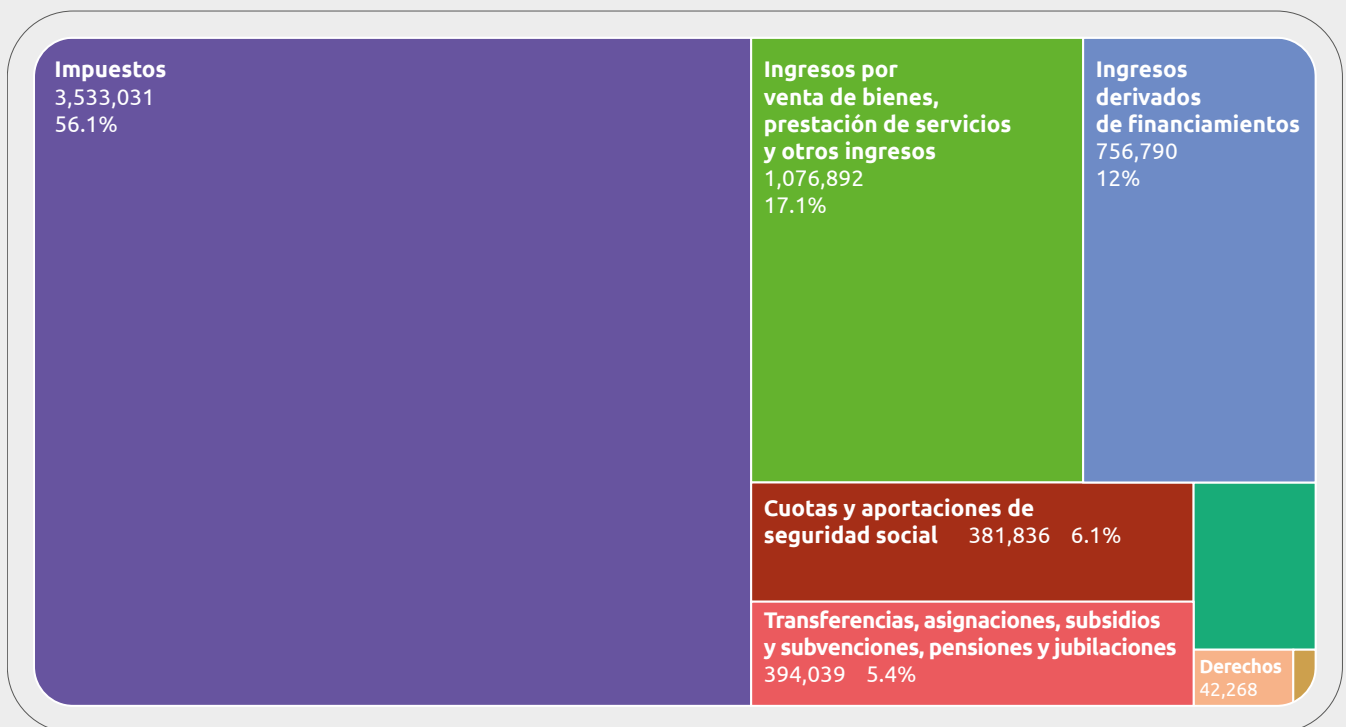 Impuestos
3,533,031
56.1%
Ingresos por
venta de bienes,
prestación de servicios
y otros ingresos
1,076,892
17.1%
Ingresos
derivados
de financiamientos
756,790
12%
Cuotas y aportaciones de
seguridad social 381,836 6.1%
Transferencias, asignaciones, subsidios
y subvenciones, pensiones y jubilaciones
394,039 5.4%
Derechos
42,268